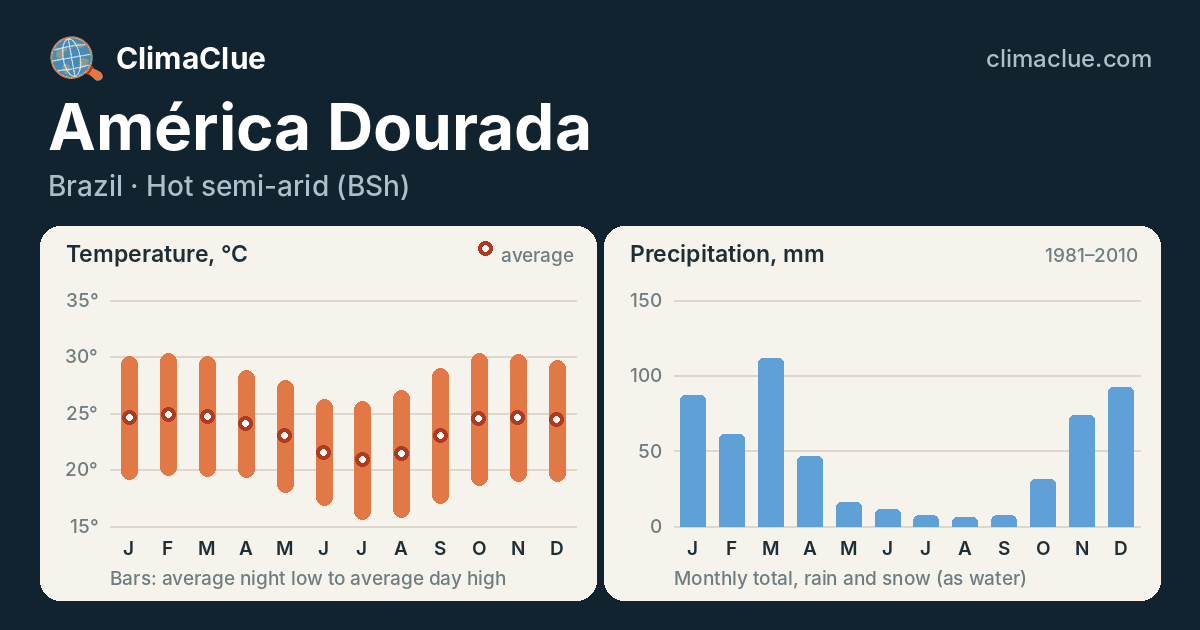 ClimaClue
climaclue.com
América Dourada
Brazil · Hot semi-arid (BSh)
Temperature, °C
average
35°
30°
25°
20°
15°
J F M A M J J A S O N D
Bars: average night low to average day high
Precipitation, mm
1981–2010
150
100
50
0
J F M A M J J A S O N D
Monthly total, rain and snow (as water)